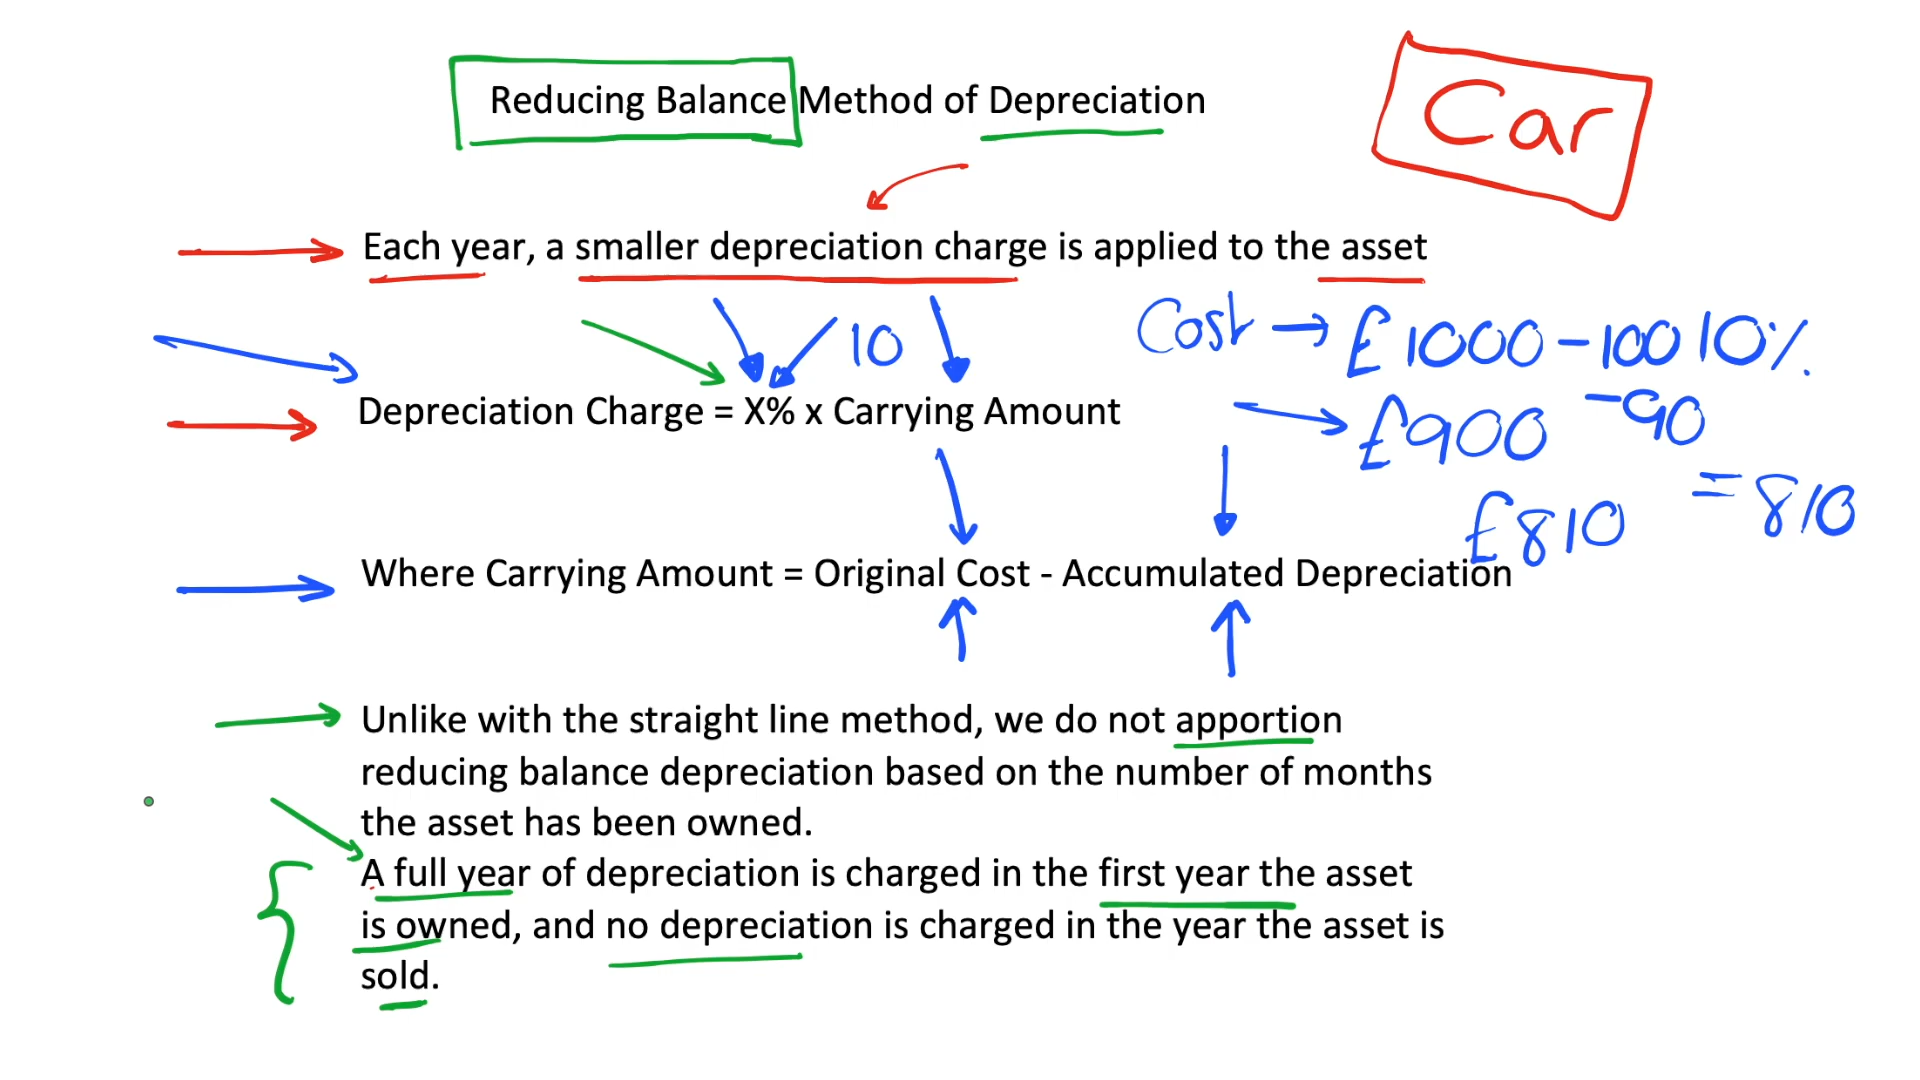 Reducing Balance Method of Depreciation
Car
Each year, a smaller depreciation charge is applied to the asset
10
Cost → £1000 - 100 10%
Depreciation Charge = X% x Carrying Amount
£900 - 90
£810 = 810
Where Carrying Amount = Original Cost - Accumulated Depreciation
Unlike with the straight line method, we do not apportion
reducing balance depreciation based on the number of months
the asset has been owned.
A full year of depreciation is charged in the first year the asset
is owned, and no depreciation is charged in the year the asset is
sold.